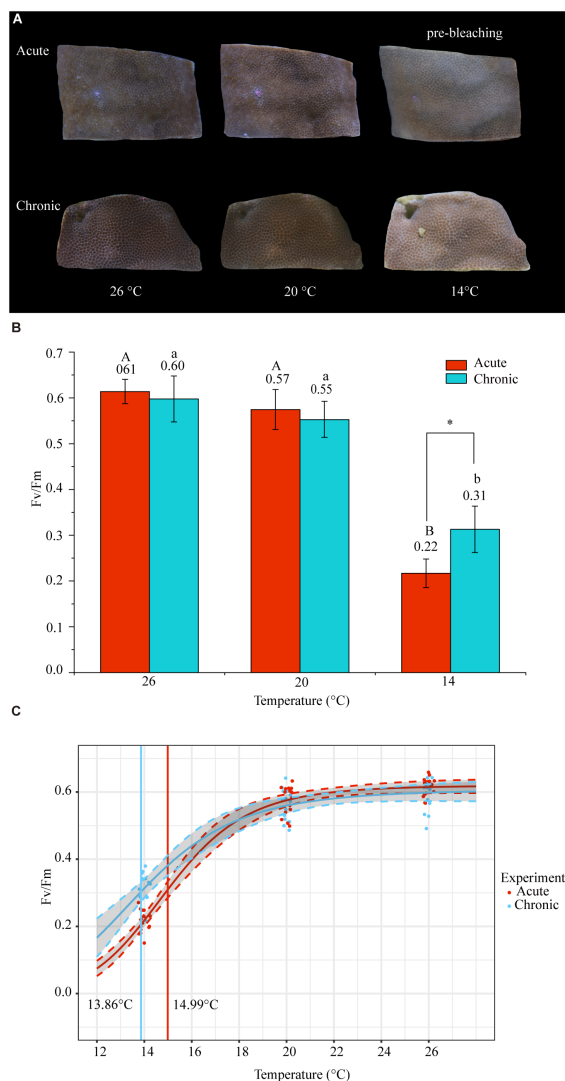 A
Acute
pre-bleaching
Chronic
26 °C
20 °C
14°C
B
Fv/Fm
0.7
0.6
0.5
0.4
0.3
0.2
0.1
0.0
A
061
a
0.60
A
0.57
a
0.55
B
0.22
b
0.31
*
Acute
Chronic
26
20
14
Temperature (°C)
C
Fv/Fm
0.6
0.4
0.2
0.0
13.86°C
14.99°C
Experiment
Acute
Chronic
12
14
16
18
20
22
24
26
Temperature (°C)